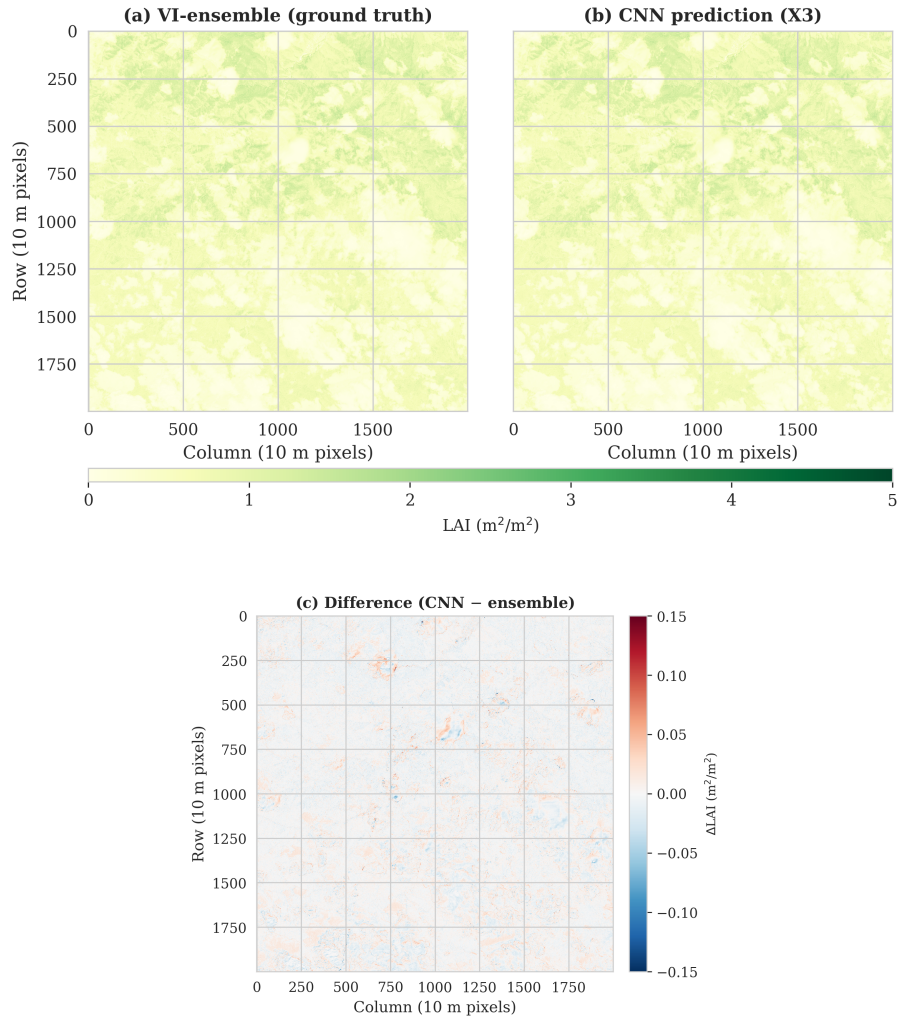 (a) VI-ensemble (ground truth)
(b) CNN prediction (X3)
0
250
500
750
1000
1250
1500
1750
Row (10 m pixels)
0 500 1000 1500
0 500 1000 1500
Column (10 m pixels)
Column (10 m pixels)
0 1 2 3 4 5
LAI (m²/m²)
(c) Difference (CNN − ensemble)
0
250
500
750
1000
1250
1500
1750
Row (10 m pixels)
0 250 500 750 1000 1250 1500 1750
Column (10 m pixels)
0.15
0.10
0.05
0.00
−0.05
−0.10
−0.15
ΔLAI (m²/m²)